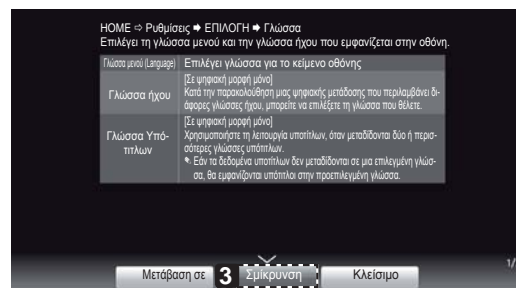 HOME ⇨ Ρυθμίσεις ➡ ΕΠΙΛΟΓΗ ➡ Γλώσσα
Επιλέγει τη γλώσσα μενού και την γλώσσα ήχου που εμφανίζεται στην οθόνη.
Γλώσσα μενού (Language) Επιλέγει γλώσσα για το κείμενο οθόνης
Γλώσσα ήχου
[Σε ψηφιακή μορφή μόνο]
Κατά την παρακολούθηση μιας ψηφιακής μετάδοσης που περιλαμβάνει δι-
άφορες γλώσσες ήχου, μπορείτε να επιλέξετε τη γλώσσα που θέλετε.
Γλώσσα Υπό-
τιτλων
[Σε ψηφιακή μορφή μόνο]
Χρησιμοποιήστε τη λειτουργία υποτίτλων, όταν μεταδίδονται δύο ή περισ-
σότερες γλώσσες υπότιτλων.
Εάν τα δεδομένα υποτίτλων δεν μεταδίδονται σε μια επιλεγμένη γλώσ-
σα, θα εμφανίζονται υπότιτλοι στην προεπιλεγμένη γλώσσα.
Μετάβαση σε 3 Σμίκρυνση Κλείσιμο
1/